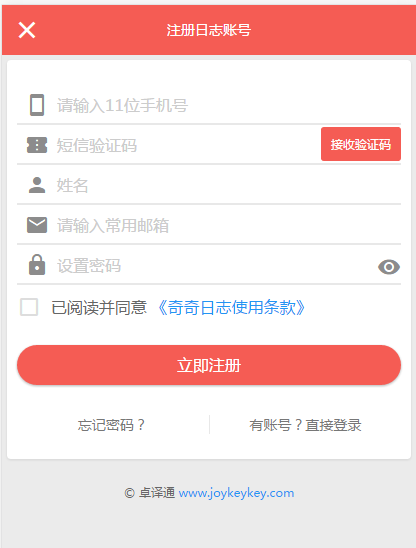 注册日志账号
请输入11位手机号
短信验证码
接收验证码
姓名
请输入常用邮箱
设置密码
已阅读并同意 《奇奇日志使用条款》
立即注册
忘记密码？
有账号？直接登录
© 卓译通 www.joykeykey.com